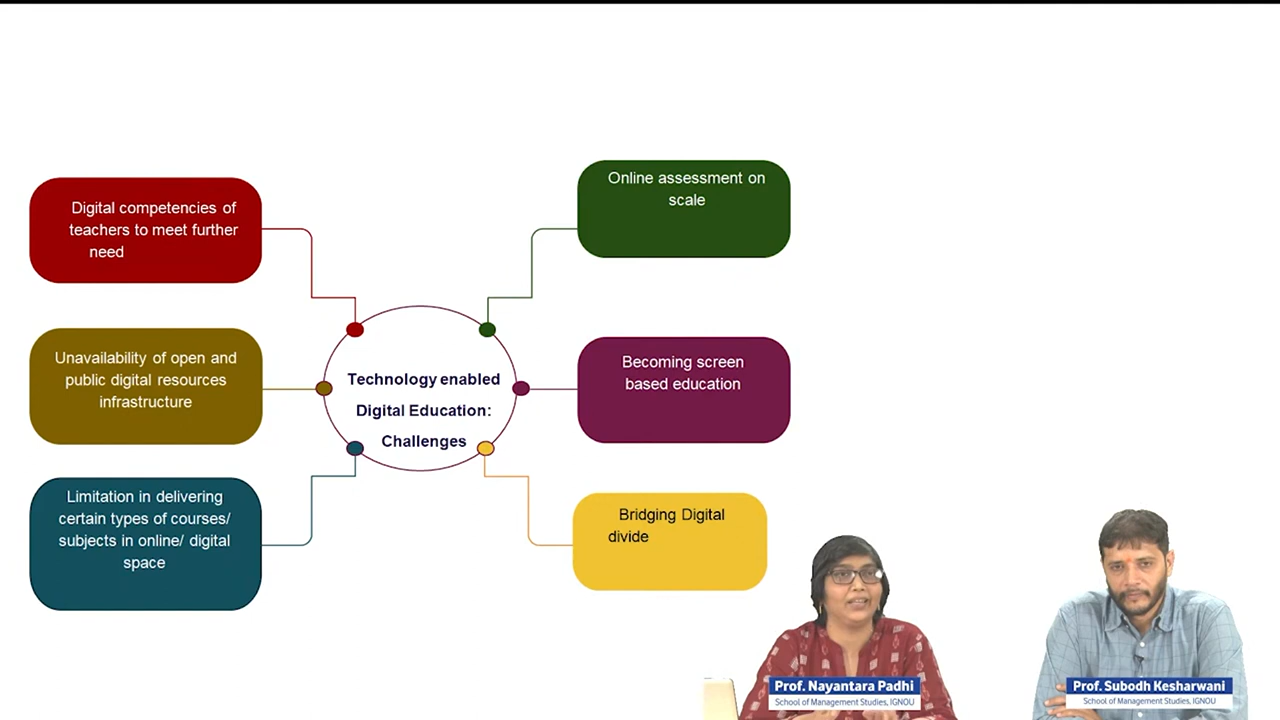 Digital competencies of
teachers to meet further
need
Unavailability of open and
public digital resources
infrastructure
Limitation in delivering
certain types of courses/
subjects in online/ digital
space
Technology enabled
Digital Education:
Challenges
Online assessment on
scale
Becoming screen
based education
Bridging Digital
divide
Prof. Nayantara Padhi
School of Management Studies, IGNOU
Prof. Subodh Kesharwani
School of Management Studies, IGNOU